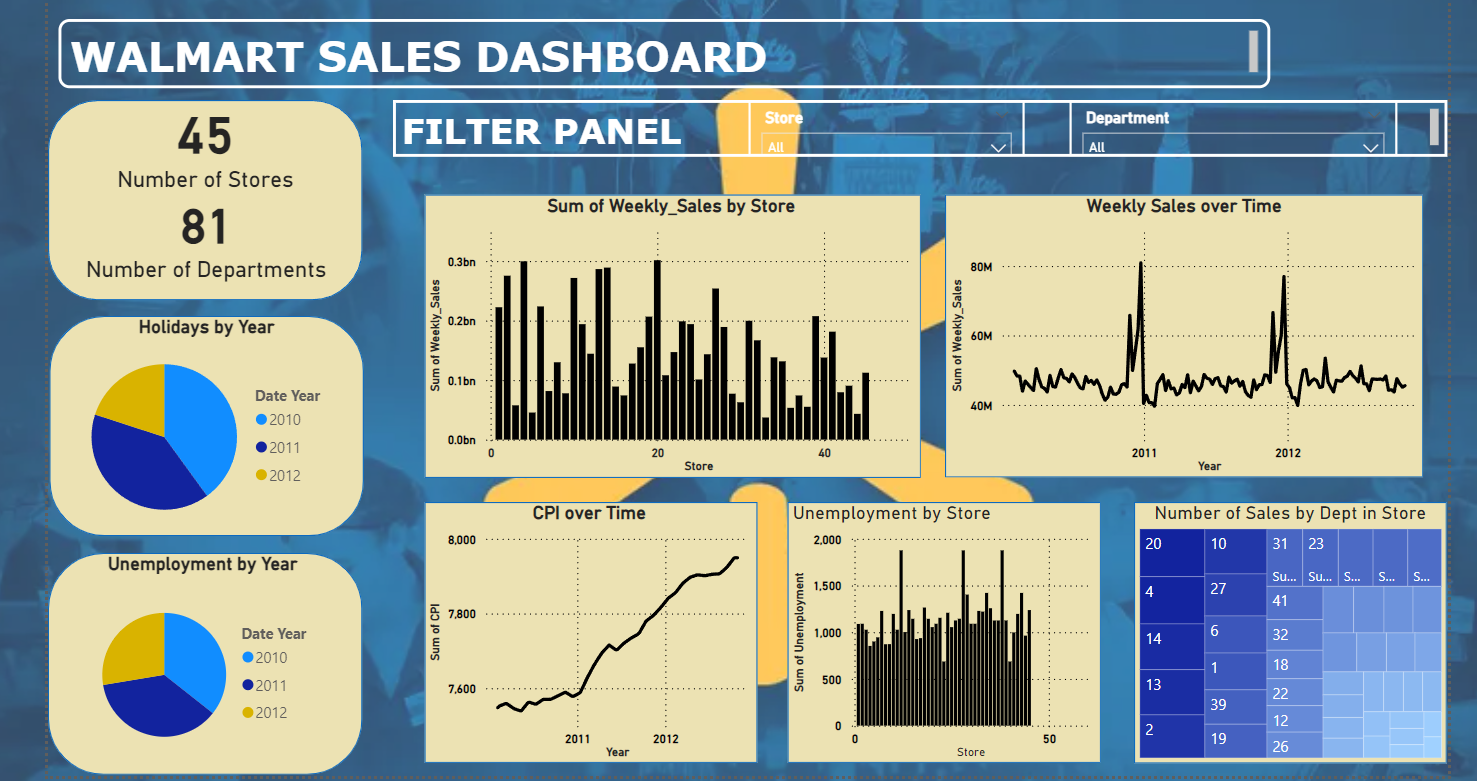 WALMART SALES DASHBOARD
45
Number of Stores
81
Number of Departments
FILTER PANEL
Store
All
Department
All
Holidays by Year
Date Year
2010
2011
2012
Unemployment by Year
Date Year
2010
2011
2012
Sum of Weekly_Sales by Store
Sum of Weekly_Sales
0.3bn
0.2bn
0.1bn
0.0bn
0
20
40
Store
Weekly Sales over Time
Sum of Weekly_Sales
80M
60M
40M
2011
2012
Year
CPI over Time
Sum of CPI
8,000
7,800
7,600
2011
2012
Year
Unemployment by Store
Sum of Unemployment
2,000
1,500
1,000
500
0
0
50
Store
Number of Sales by Dept in Store
20
4
14
13
2
10
27
6
1
39
19
31
Su...
23
Su...
S...
S...
S...
41
32
18
22
12
26